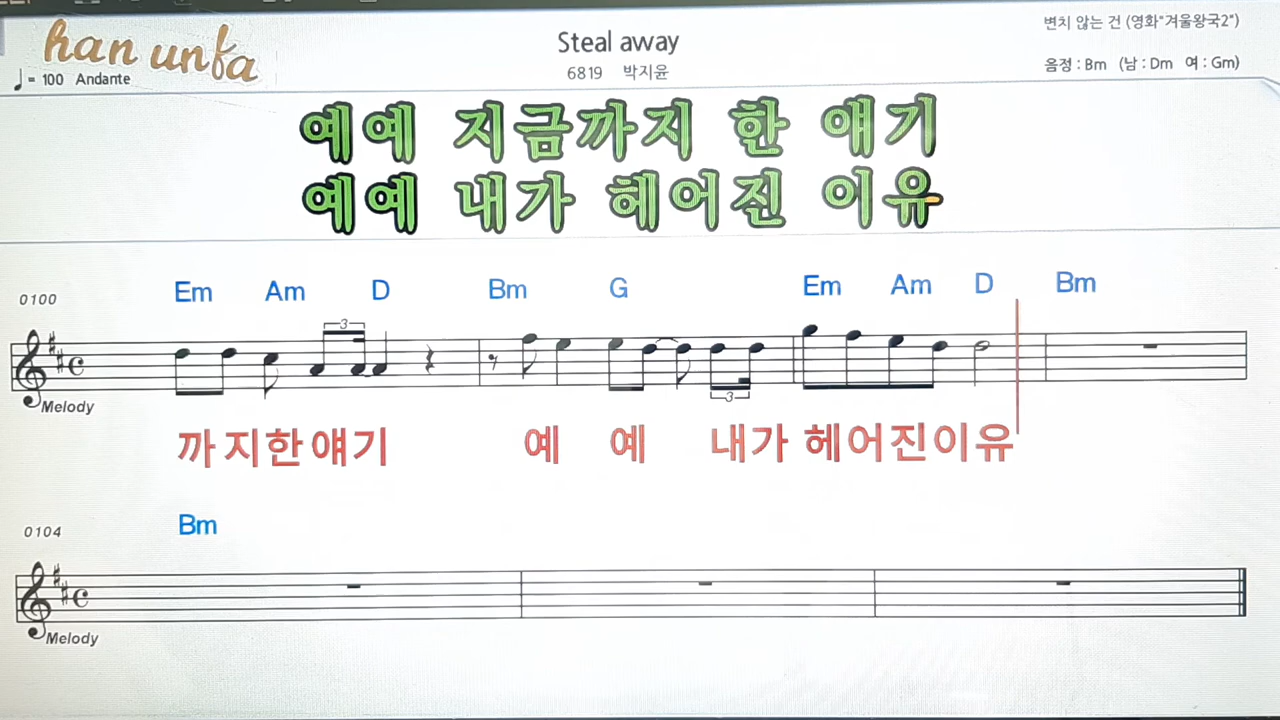 han unfa
Steal away
변치 않는 건 (영화"겨울왕국2")
♩ = 100 Andante
6819 박지윤
음정 : Bm (남 : Dm 여 : Gm)
예예 지금까지 한 얘기
예예 내가 헤어진 이유
0100 Em Am D Bm G Em Am D Bm
3
3
Melody
까지한얘기 예 예 내가 헤어진이유
0104 Bm
Melody